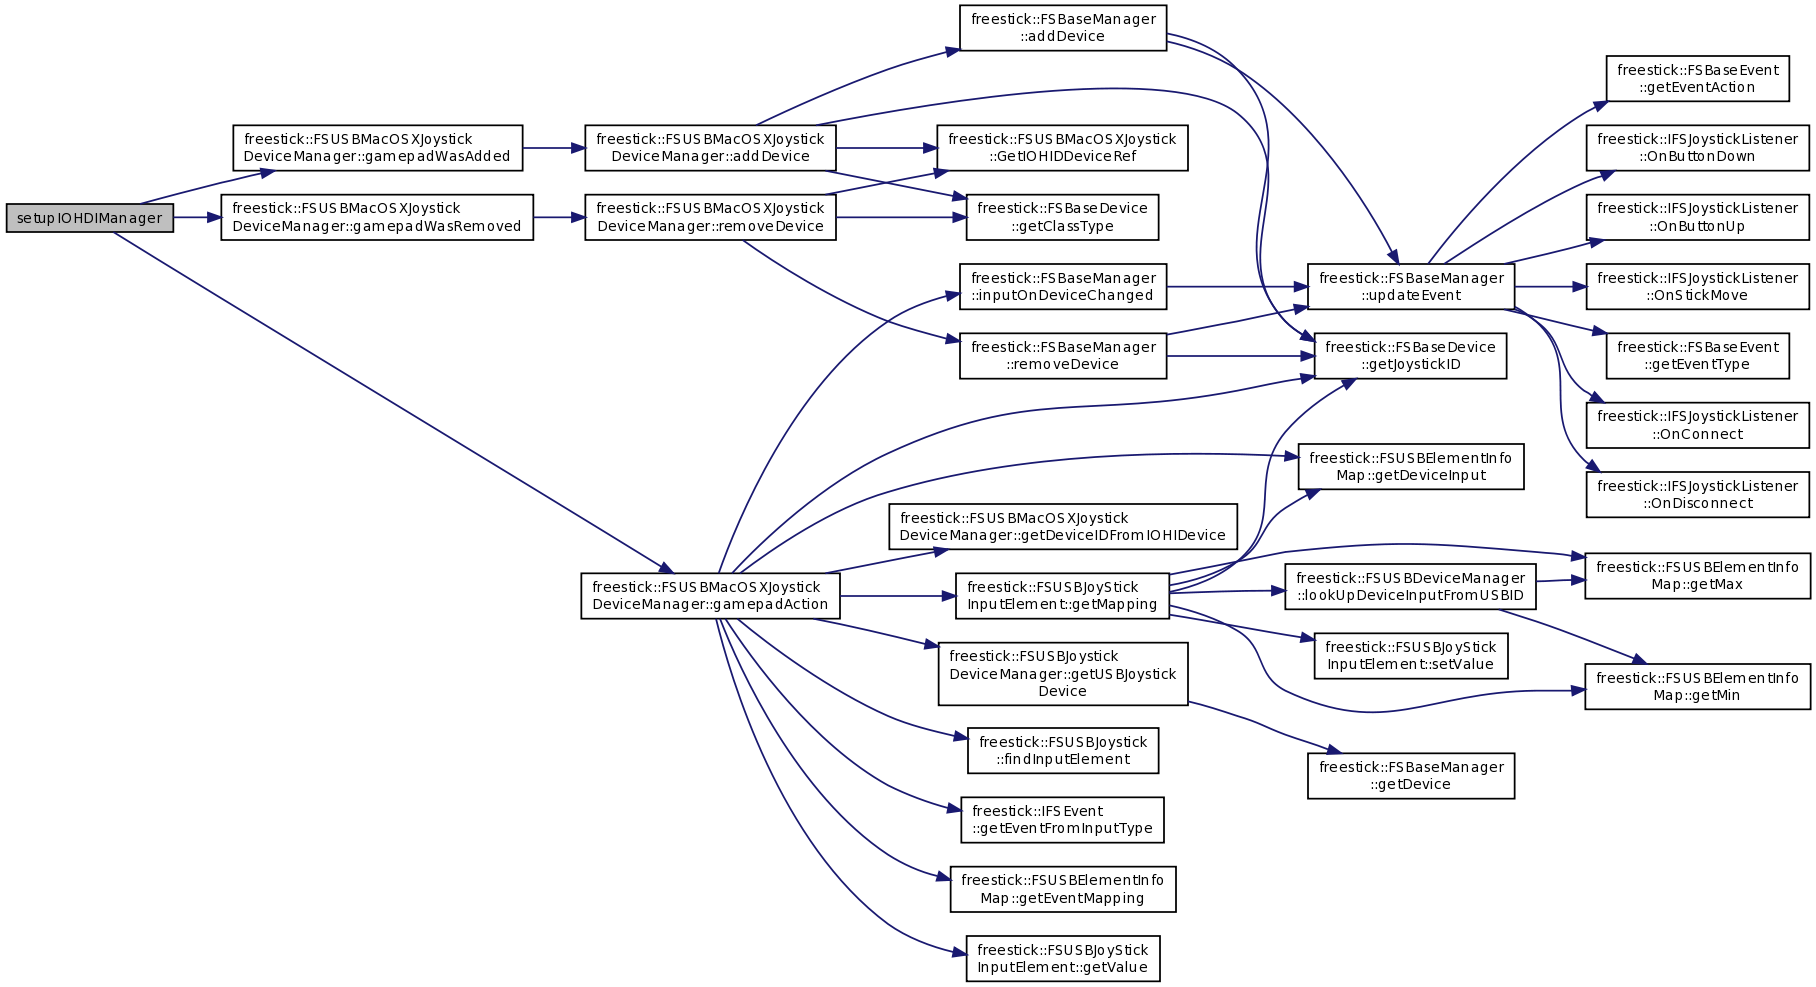 setupIOHDIManager
freestick::FSUSBMacOSXJoystick
DeviceManager::gamepadWasAdded
freestick::FSUSBMacOSXJoystick
DeviceManager::gamepadWasRemoved
freestick::FSUSBMacOSXJoystick
DeviceManager::addDevice
freestick::FSUSBMacOSXJoystick
DeviceManager::removeDevice
freestick::FSUSBMacOSXJoystick
DeviceManager::gamepadAction
freestick::FSBaseManager
::addDevice
freestick::FSUSBMacOSXJoystick
::GetIOHIDDeviceRef
freestick::FSBaseDevice
::getClassType
freestick::FSBaseManager
::inputOnDeviceChanged
freestick::FSBaseManager
::removeDevice
freestick::FSUSBMacOSXJoystick
DeviceManager::getDeviceIDFromIOHIDevice
freestick::FSUSBJoyStick
InputElement::getMapping
freestick::FSUSBJoystick
DeviceManager::getUSBJoystick
Device
freestick::FSUSBJoystick
::findInputElement
freestick::IFSEvent
::getEventFromInputType
freestick::FSUSBElementInfo
Map::getEventMapping
freestick::FSUSBJoyStick
InputElement::getValue
freestick::FSBaseManager
::updateEvent
freestick::FSBaseDevice
::getJoystickID
freestick::FSUSBElementInfo
Map::getDeviceInput
freestick::FSUSBDeviceManager
::lookUpDeviceInputFromUSBID
freestick::FSUSBJoyStick
InputElement::setValue
freestick::FSBaseManager
::getDevice
freestick::FSBaseEvent
::getEventAction
freestick::IFSJoystickListener
::OnButtonDown
freestick::IFSJoystickListener
::OnButtonUp
freestick::IFSJoystickListener
::OnStickMove
freestick::FSBaseEvent
::getEventType
freestick::IFSJoystickListener
::OnConnect
freestick::IFSJoystickListener
::OnDisconnect
freestick::FSUSBElementInfo
Map::getMax
freestick::FSUSBElementInfo
Map::getMin